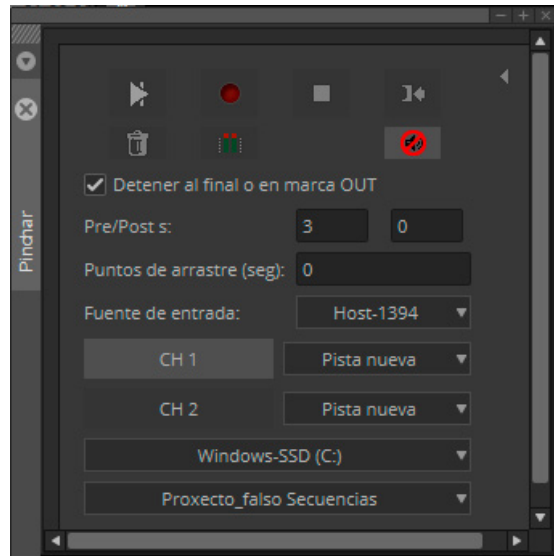 Pinchar
Detener al final o en marca OUT
Pre/Post s: 3 0
Puntos de arrastre (seg): 0
Fuente de entrada: Host-1394
CH 1 Pista nueva
CH 2 Pista nueva
Windows-SSD (C:)
Proxecto_falso Secuencias